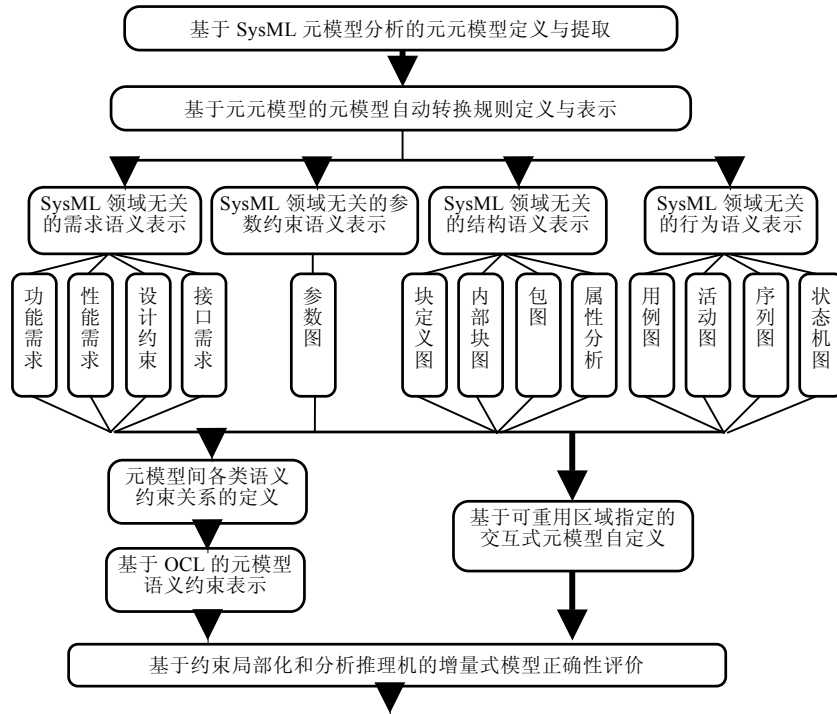 基于 SysML 元模型分析的元元模型定义与提取
基于元元模型的元模型自动转换规则定义与表示
SysML 领域无关
的需求语义表示
SysML 领域无关的参
数约束语义表示
SysML 领域无关
的结构语义表示
SysML 领域无关
的行为语义表示
功能需求
性能需求
设计约束
接口需求
参数图
块定义图
内部块图
包图
属性分析
用例图
活动图
序列图
状态机图
元模型间各类语义
约束关系的定义
基于可重用区域指定的
交互式元模型自定义
基于 OCL 的元模型
语义约束表示
基于约束局部化和分析推理机的增量式模型正确性评价